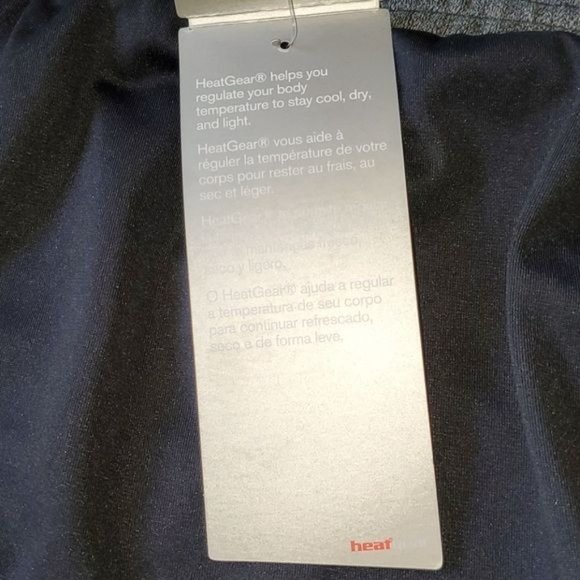 HeatGear® helps you
regulate your body
temperature to stay cool, dry,
and light.
HeatGear® vous aide à
réguler la température de votre
corps pour rester au frais, au
sec et léger.
HeatGear®
fresco,
seco y ligero.
O HeatGear® ajuda a regular
a temperatura de seu corpo
para continuar refrescado,
seco e de forma leve.
heat